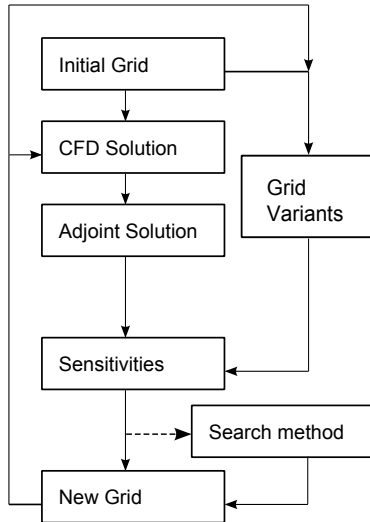 Initial Grid
CFD Solution
Grid
Variants
Adjoint Solution
Sensitivities
Search method
New Grid